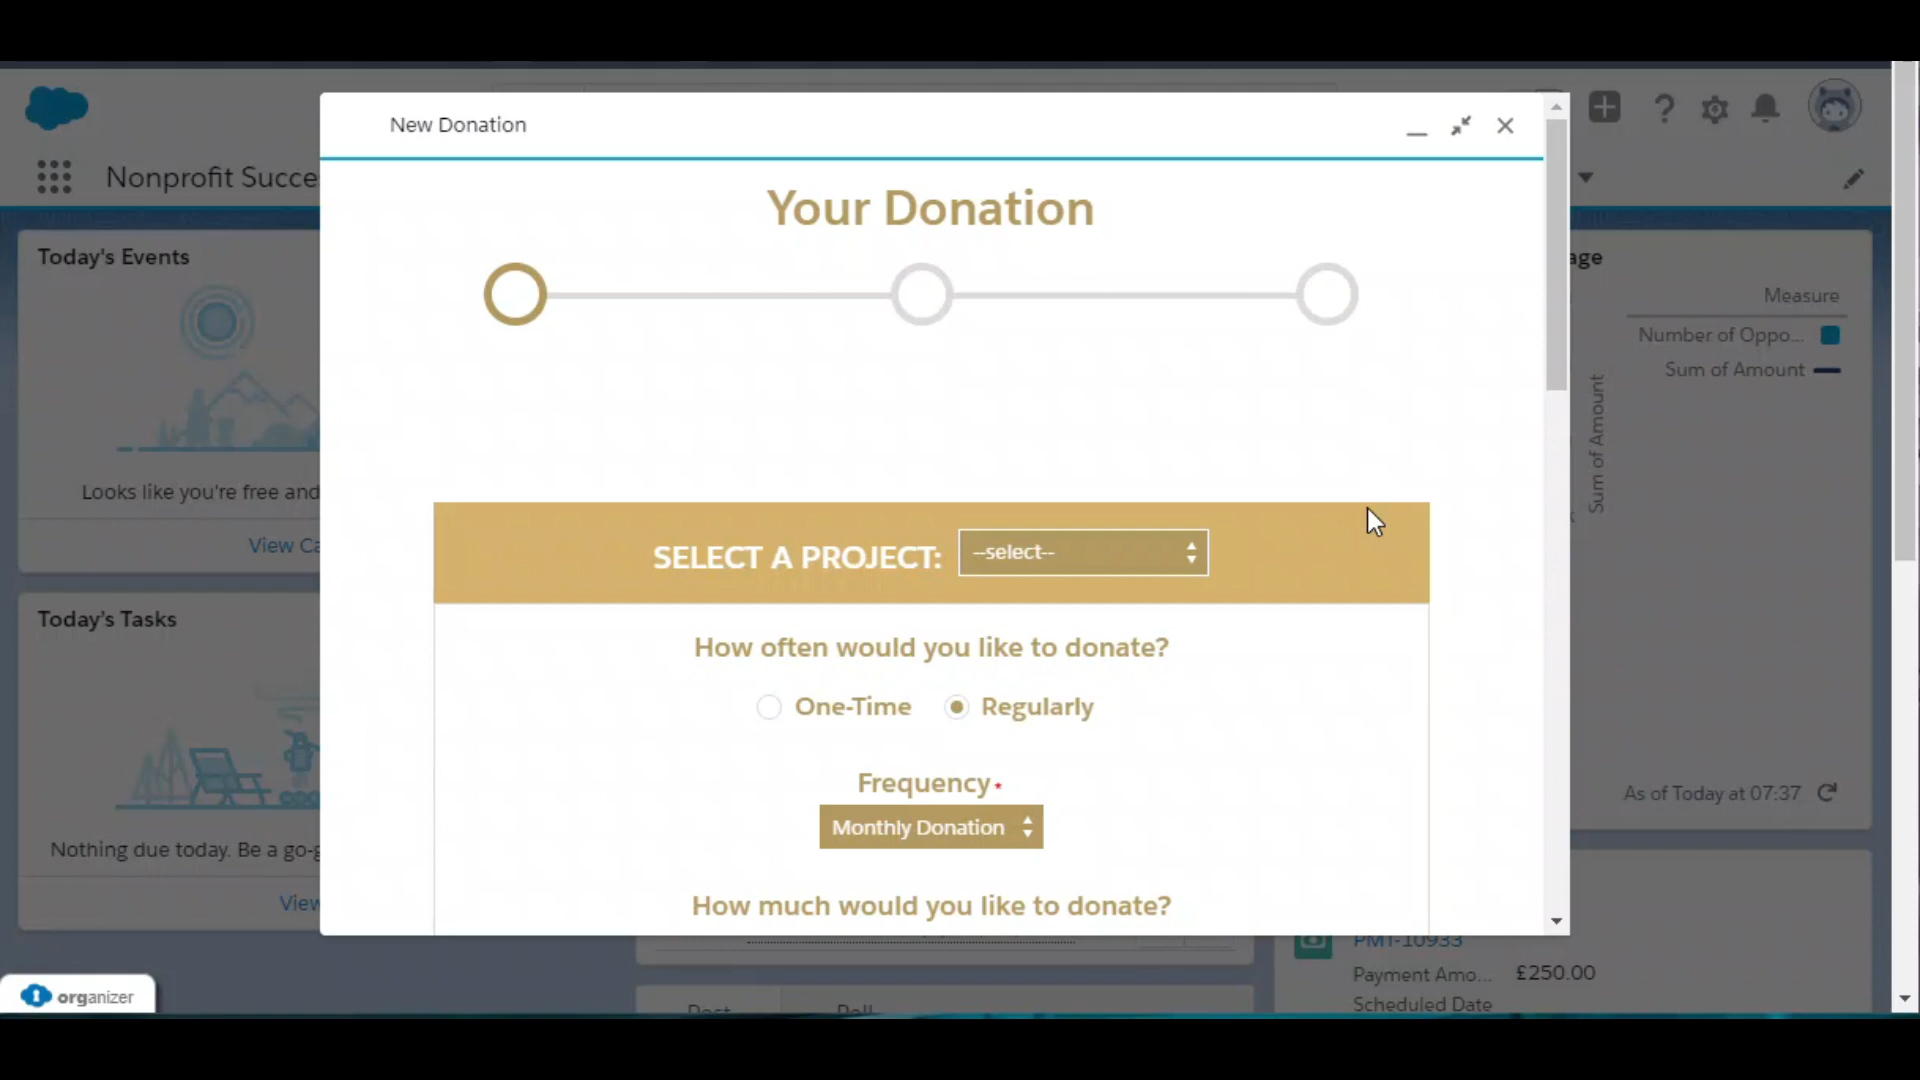 New Donation
Nonprofit Succe
Your Donation
Today's Events
age
Measure
Number of Oppo...
Sum of Amount
Sum of Amount
Looks like you're free and
View Ca
SELECT A PROJECT: --select--
How often would you like to donate?
One-Time Regularly
Today's Tasks
Frequency*
Monthly Donation
As of Today at 07:37
Nothing due today. Be a go-g
View
How much would you like to donate?
PMT-10933
Payment Amo... £250.00
Scheduled Date
organizer
Post Poll